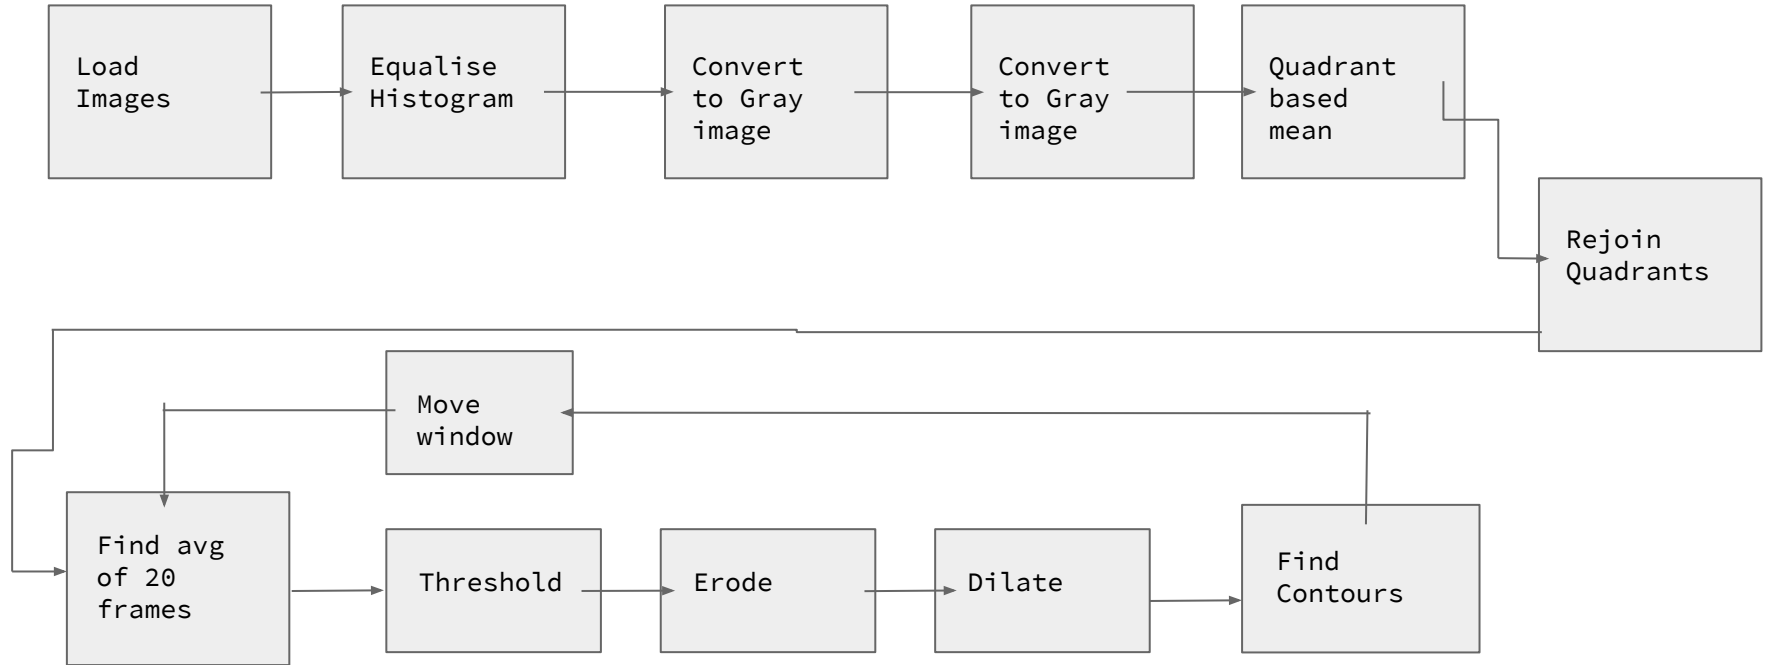 Load
Images
Equalise
Histogram
Convert
to Gray
image
Convert
to Gray
image
Quadrant
based
mean
Rejoin
Quadrants
Move
window
Find avg
of 20
frames
Threshold
Erode
Dilate
Find
Contours